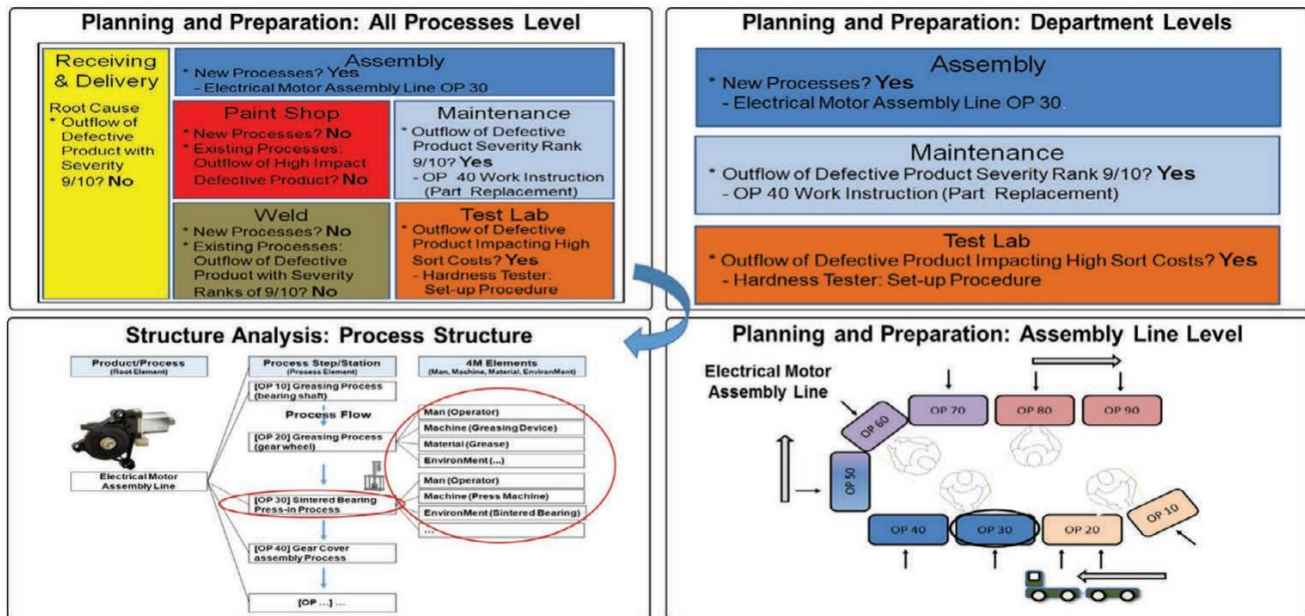 Planning and Preparation: All Processes Level
Receiving
& Delivery
Root Cause
* Outflow of
Defective
Product with
Severity
9/10? No
Assembly
* New Processes? Yes
- Electrical Motor Assembly Line OP 30.
Paint Shop
* New Processes? No
* Existing Processes:
Outflow of High Impact
Defective Product? No
Maintenance
* Outflow of Defective
Product Severity Rank
9/10? Yes
- OP 40 Work Instruction
(Part Replacement)
Weld
* New Processes? No
* Existing Processes:
Outflow of Defective
Product with Severity
Ranks of 9/10? No
Test Lab
* Outflow of Defective
Product Impacting High
Sort Costs? Yes
- Hardness Tester:
Set-up Procedure
Planning and Preparation: Department Levels
Assembly
* New Processes? Yes
- Electrical Motor Assembly Line OP 30.
Maintenance
* Outflow of Defective Product Severity Rank 9/10? Yes
- OP 40 Work Instruction (Part Replacement)
Test Lab
* Outflow of Defective Product Impacting High Sort Costs? Yes
- Hardness Tester: Set-up Procedure
Structure Analysis: Process Structure
Product/Process
(Root Element)
Process Step/Station
(Process Element)
4M Elements
(Man, Machine, Material, EnvironMent)
[OP 10] Greasing Process
(bearing shaft)
Process Flow
[OP 20] Greasing Process
(gear wheel)
Man (Operator)
Machine (Greasing Device)
Material (Grease)
EnvironMent (...)
Electrical Motor
Assembly Line
[OP 30] Sintered Bearing
Press-in Process
Man (Operator)
Machine (Press Machine)
EnvironMent (Sintered Bearing)
...
[OP 40] Gear Cover
assembly Process
[OP ...] ...
Planning and Preparation: Assembly Line Level
Electrical Motor
Assembly Line
OP 60
OP 70
OP 80
OP 90
OP 50
OP 40
OP 30
OP 20
OP 10